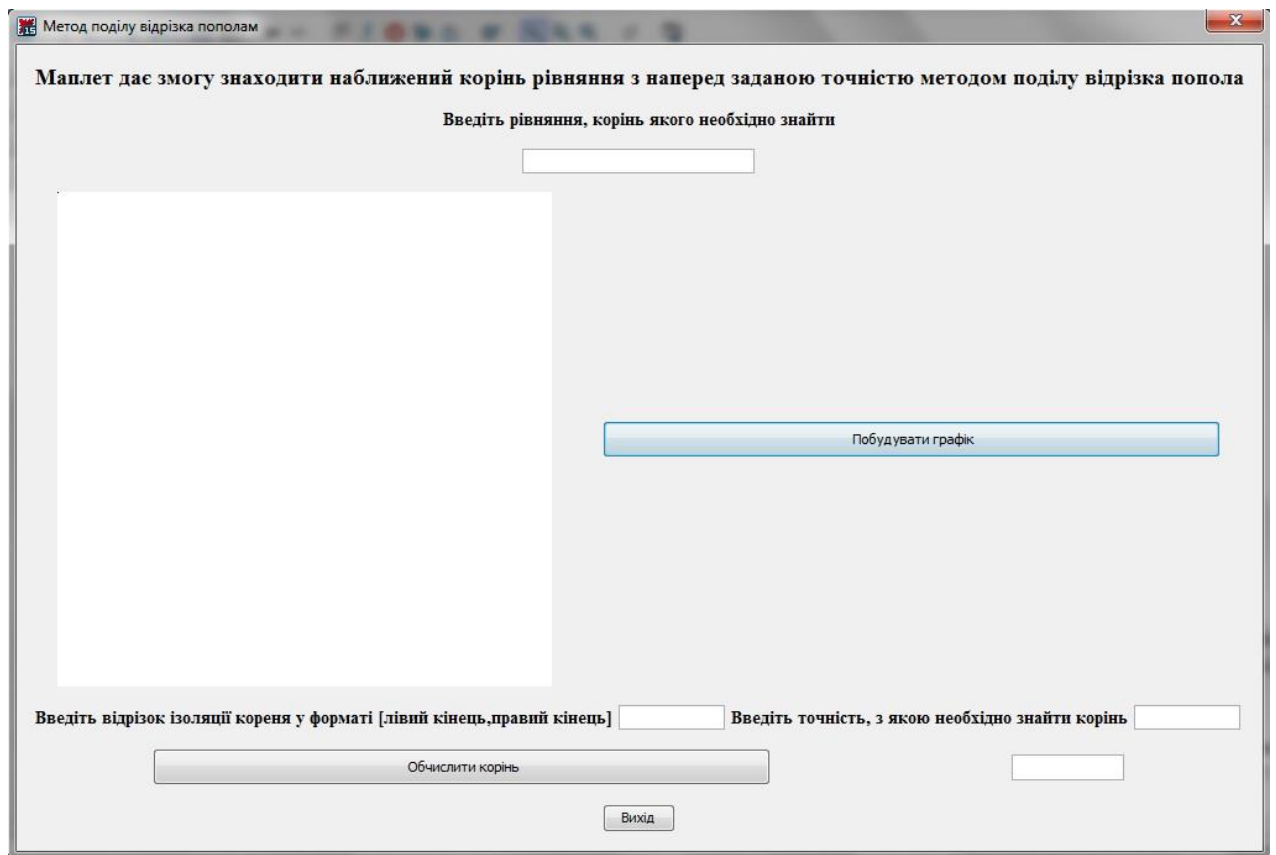 Метод поділу відрізка пополам
Маплет дає змогу знаходити наближений корінь рівняння з наперед заданою точністю методом поділу відрізка попола
Введіть рівняння, корінь якого необхідно знайти
Побудувати графік
Введіть відрізок ізоляції кореня у форматі [лівий кінець,правий кінець] Введіть точність, з якою необхідно знайти корінь
Обчислити корінь
Вихід